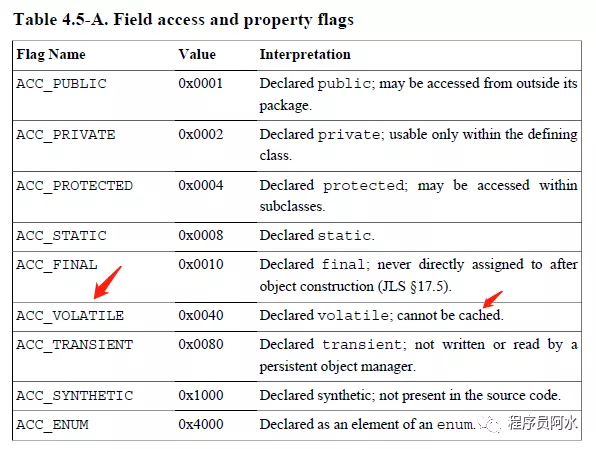 Table 4.5-A. Field access and property flags
Flag Name Value Interpretation
ACC_PUBLIC 0x0001 Declared public; may be accessed from outside its
package.
ACC_PRIVATE 0x0002 Declared private; usable only within the defining
class.
ACC_PROTECTED 0x0004 Declared protected; may be accessed within
subclasses.
ACC_STATIC 0x0008 Declared static.
ACC_FINAL 0x0010 Declared final; never directly assigned to after
object construction (JLS §17.5).
ACC_VOLATILE 0x0040 Declared volatile; cannot be cached.
ACC_TRANSIENT 0x0080 Declared transient; not written or read by a
persistent object manager.
ACC_SYNTHETIC 0x1000 Declared synthetic; not present in the source code.
ACC_ENUM 0x4000 Declared as an element of an enum.
程序员阿水